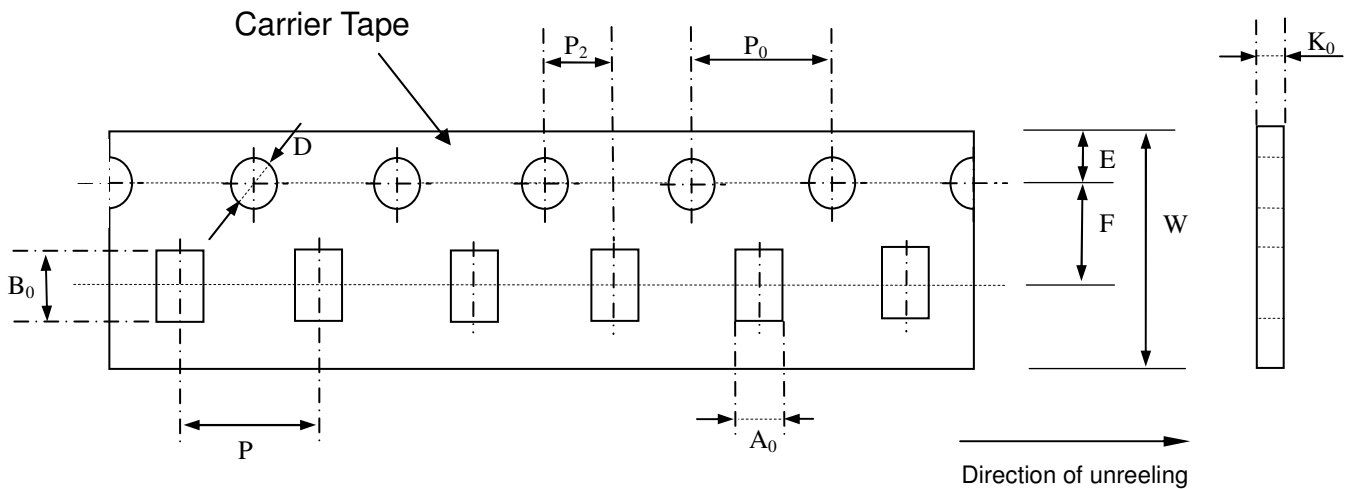 Carrier Tape
P₂
P₀
K₀
D
E
F
W
B₀
P
A₀
Direction of unreeling